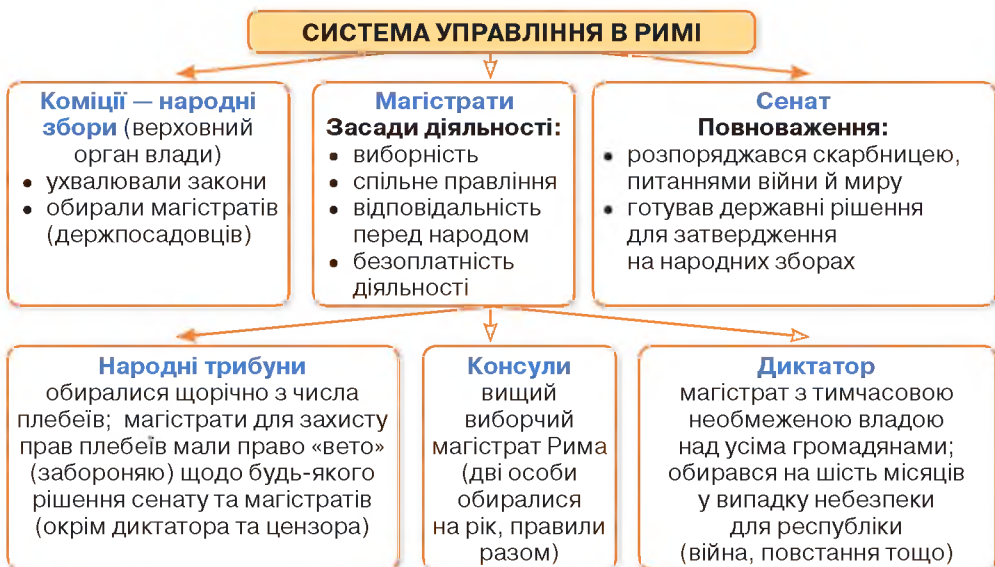 СИСТЕМА УПРАВЛІННЯ В РИМІ
Коміції — народні
збори (верховний
орган влади)
• ухвалювали закони
• обирали магістратів
(держпосадовців)
Магістрати
Засади діяльності:
• виборність
• спільне правління
• відповідальність
перед народом
• безоплатність
діяльності
Сенат
Повноваження:
• розпоряджався скарбницею,
питаннями війни й миру
• готував державні рішення
для затвердження
на народних зборах
Народні трибуни
обиралися щорічно з числа
плебеїв; магістрати для захисту
прав плебеїв мали право «вето»
(забороняю) щодо будь-якого
рішення сенату та магістратів
(окрім диктатора та цензора)
Консули
вищий
виборчий
магістрат Рима
(дві особи
обиралися
на рік, правили
разом)
Диктатор
магістрат з тимчасовою
необмеженою владою
над усіма громадянами;
обирався на шість місяців
у випадку небезпеки
для республіки
(війна, повстання тощо)